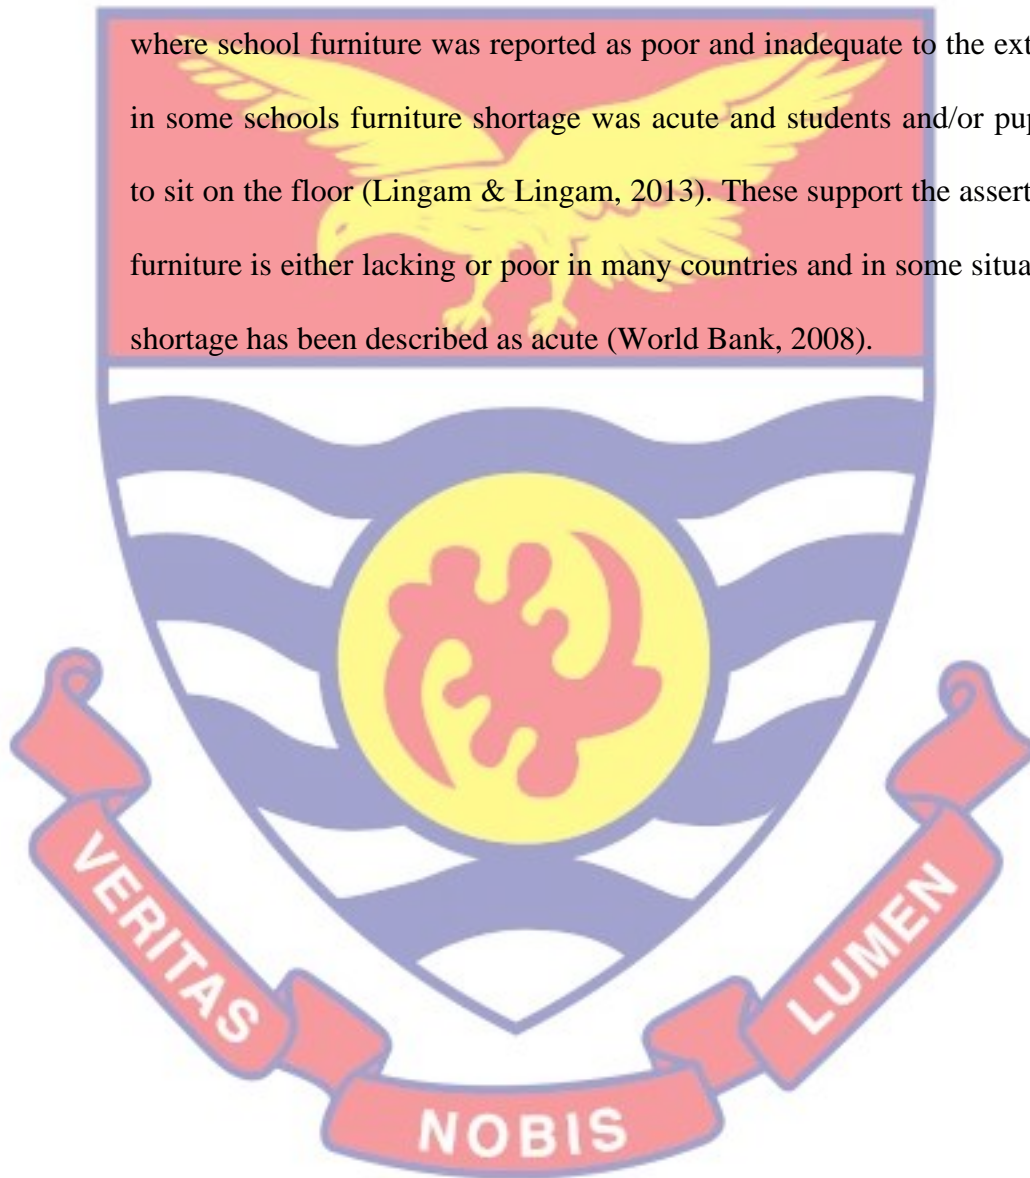 where school furniture was reported as poor and inadequate to the ext
in some schools furniture shortage was acute and students and/or pup
to sit on the floor (Lingam & Lingam, 2013). These support the assert
furniture is either lacking or poor in many countries and in some situa
shortage has been described as acute (World Bank, 2008).
VERITAS
NOBIS
LUMEN